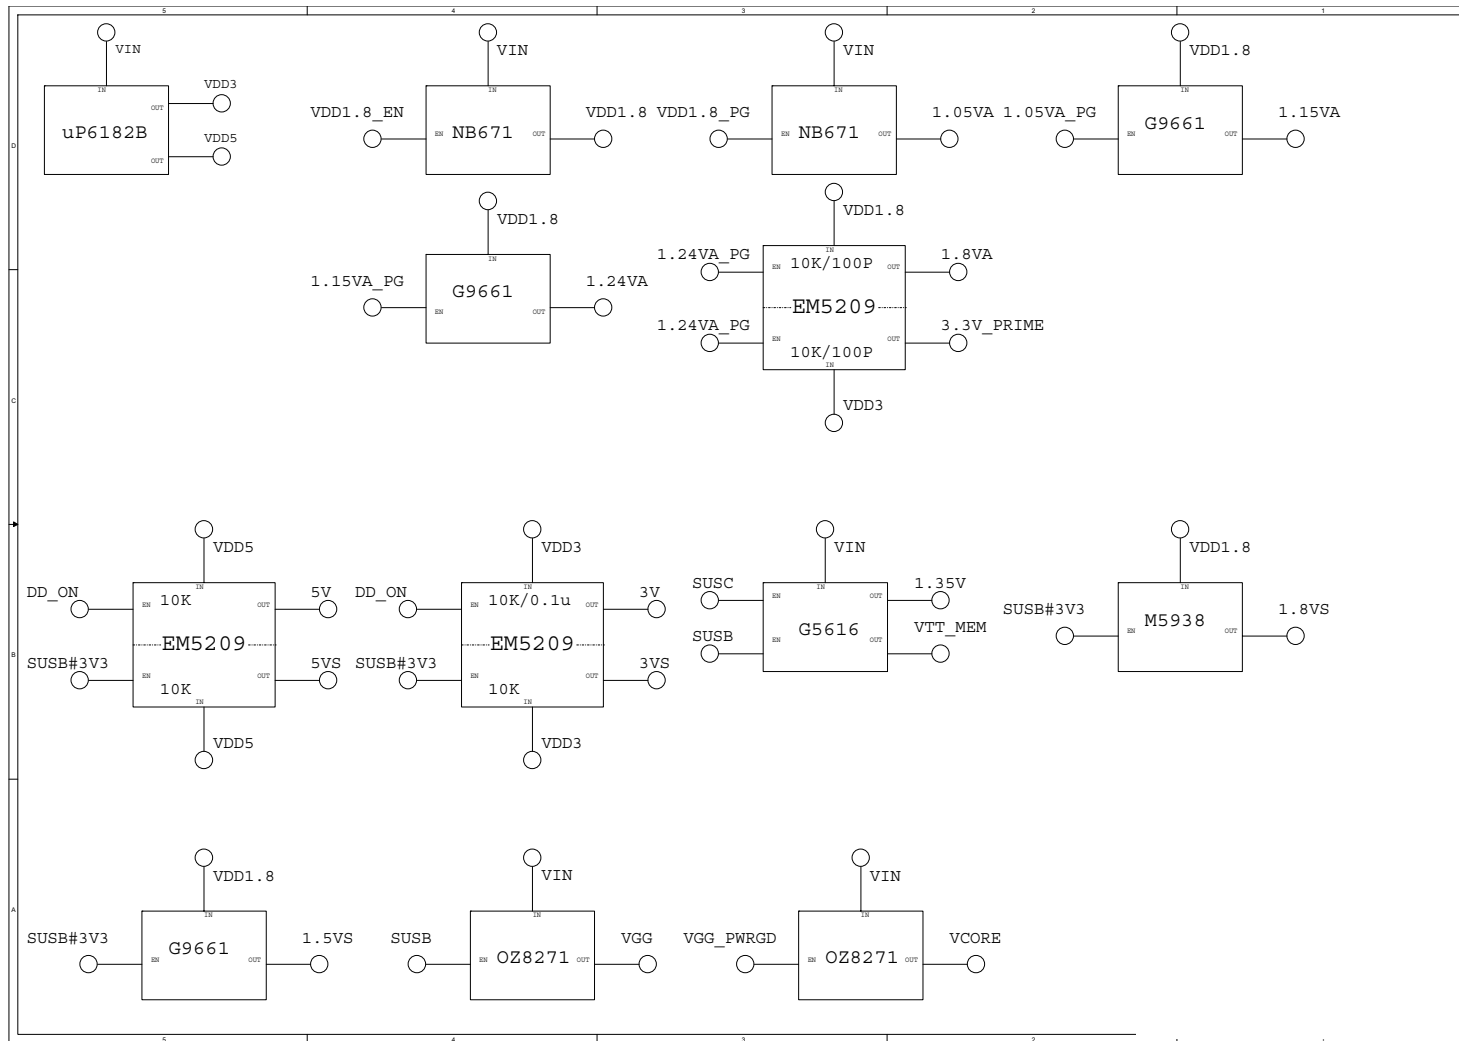 5 4 3 2 1
VIN VIN VIN VDD1.8
IN IN IN IN
OUT VDD3
uP6182B
OUT VDD5
VDD1.8_EN EN NB671 OUT VDD1.8
VDD1.8_PG EN NB671 OUT 1.05VA
1.05VA_PG EN G9661 OUT 1.15VA
D
VDD1.8
IN
1.15VA_PG EN G9661 OUT 1.24VA
VDD1.8
IN
1.24VA_PG EN 10K/100P OUT 1.8VA
EM5209
1.24VA_PG EN 10K/100P OUT 3.3V_PRIME
IN
VDD3
C
VDD5
IN
DD_ON EN 10K OUT 5V
EM5209
SUSB#3V3 EN 10K OUT 5VS
IN
VDD5
VDD3
IN
DD_ON EN 10K/0.1u OUT 3V
EM5209
SUSB#3V3 EN 10K OUT 3VS
IN
VDD3
VIN
IN
SUSC EN OUT 1.35V
G5616
SUSB EN OUT VTT_MEM
VDD1.8
IN
SUSB#3V3 EN M5938 OUT 1.8VS
B
VDD1.8
IN
SUSB#3V3 EN G9661 OUT 1.5VS
VIN
IN
SUSB EN OZ8271 OUT VGG
VIN
IN
VGG_PWRGD EN OZ8271 OUT VCORE
A
5 4 3 2